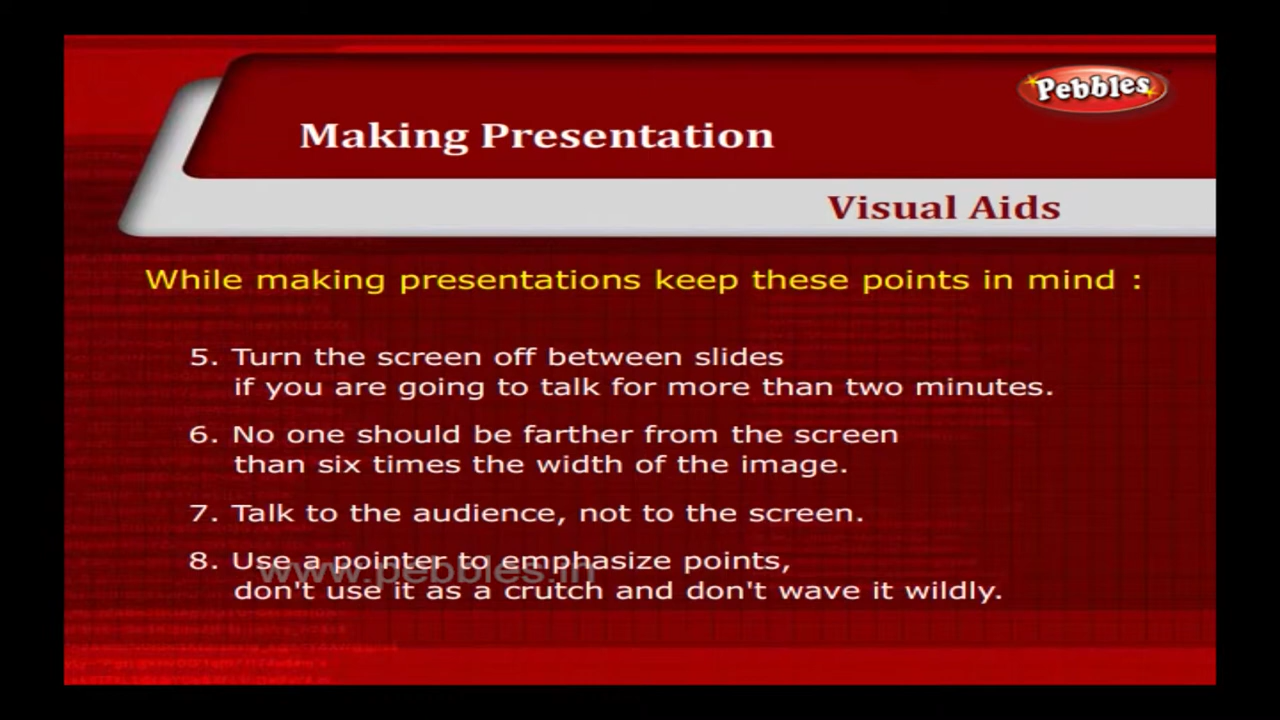 Pebbles
Making Presentation
Visual Aids
While making presentations keep these points in mind :
5. Turn the screen off between slides
if you are going to talk for more than two minutes.
6. No one should be farther from the screen
than six times the width of the image.
7. Talk to the audience, not to the screen.
8. Use a pointer to emphasize points,
www.pebbles.in
don't use it as a crutch and don't wave it wildly.